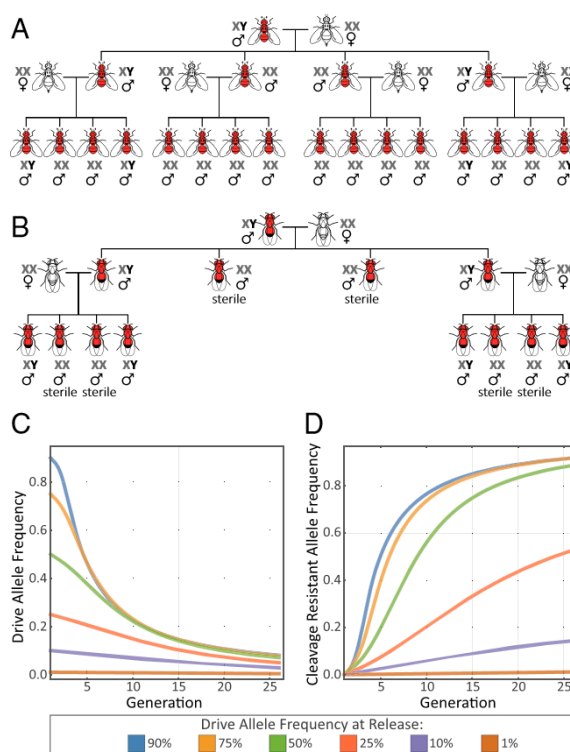 A
XY ♂ XX ♀
XX ♀ XY ♂ XX ♀ XX ♂ XX ♂ XX ♀ XY ♂ XX ♀
XY XX XX XY XY XX XX XX XX XX XX XY XY XX XX XY
♂ ♂ ♂ ♂ ♂ ♂ ♂ ♂ ♂ ♂ ♂ ♂
B
XY ♂ XX ♀
XX ♀ XY ♂ XX ♂ XX ♂ XY ♂ XX ♀
sterile sterile
XY XX XX XY XY XX XX XY
♂ ♂ ♂ ♂ ♂ ♂ ♂ ♂
sterile sterile sterile sterile
C
Drive Allele Frequency
0.8
0.6
0.4
0.2
0.0
5 10 15 20 25
Generation
D
Cleavage Resistant Allele Frequency
0.8
0.6
0.4
0.2
0.0
5 10 15 20 25
Generation
Drive Allele Frequency at Release:
90% 75% 50% 25% 10% 1%